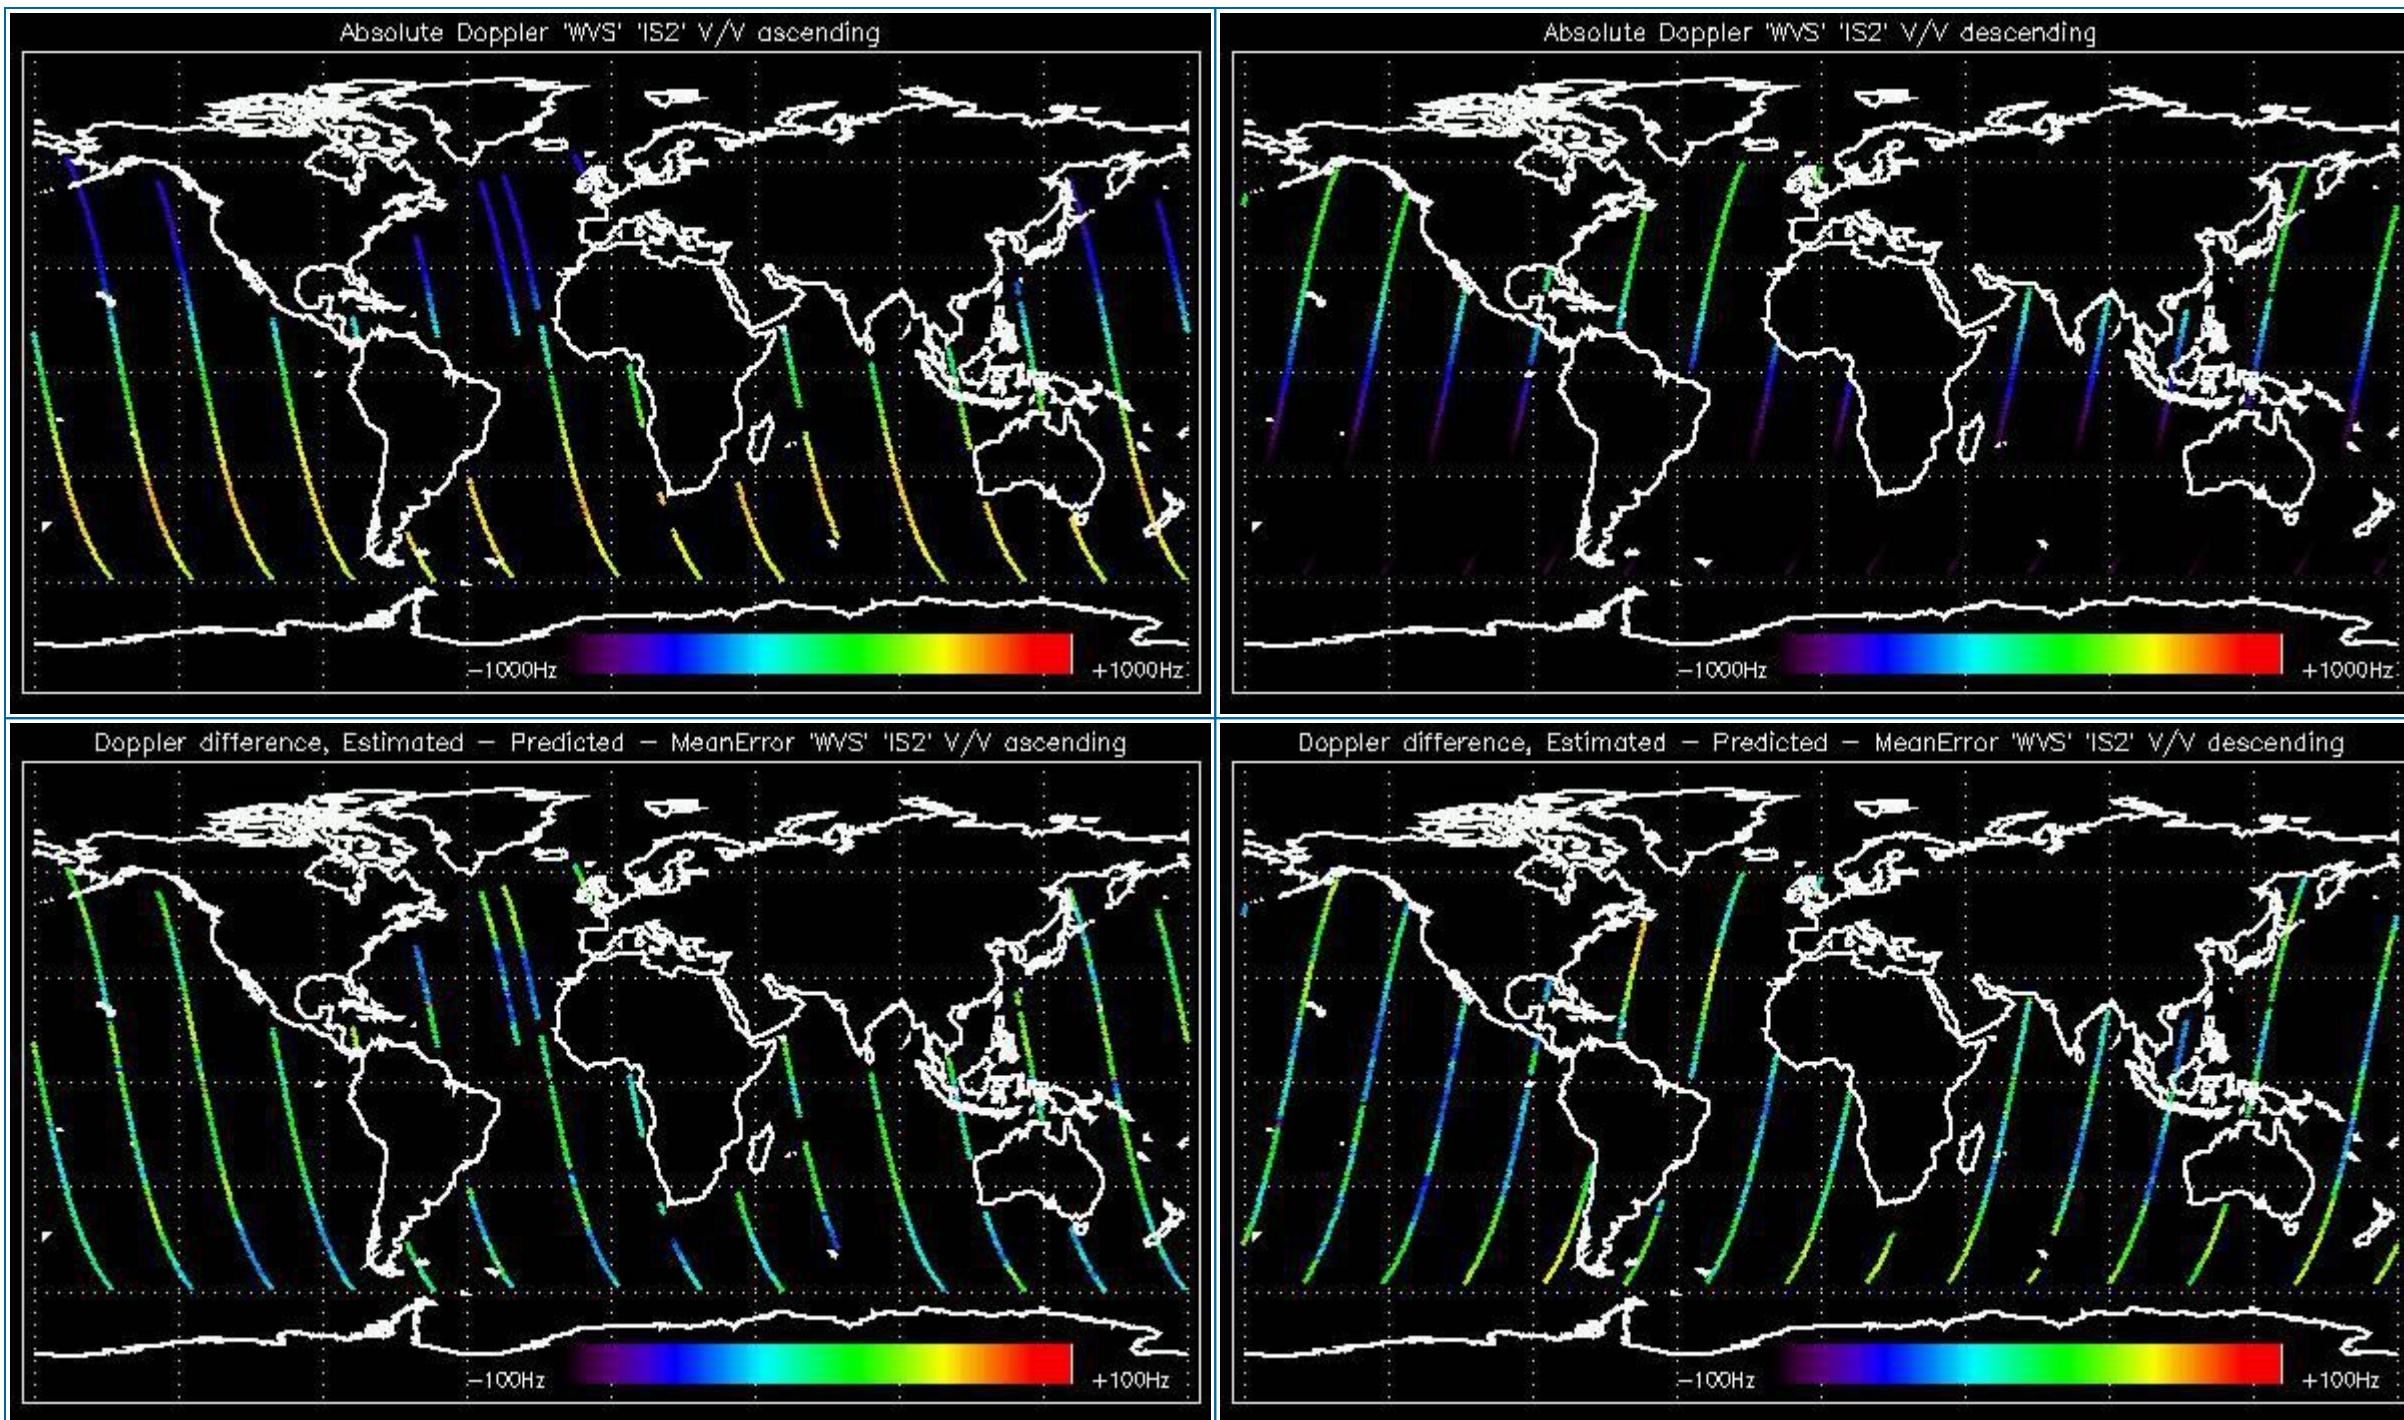 Absolute Doppler 'WVS' 'IS2' V/V ascending
-1000Hz
+1000Hz
Absolute Doppler 'WVS' 'IS2' V/V descending
-1000Hz
+1000Hz
Doppler difference, Estimated - Predicted - MeanError 'WVS' 'IS2' V/V ascending
-100Hz
+100Hz
Doppler difference, Estimated - Predicted - MeanError 'WVS' 'IS2' V/V descending
-100Hz
+100Hz